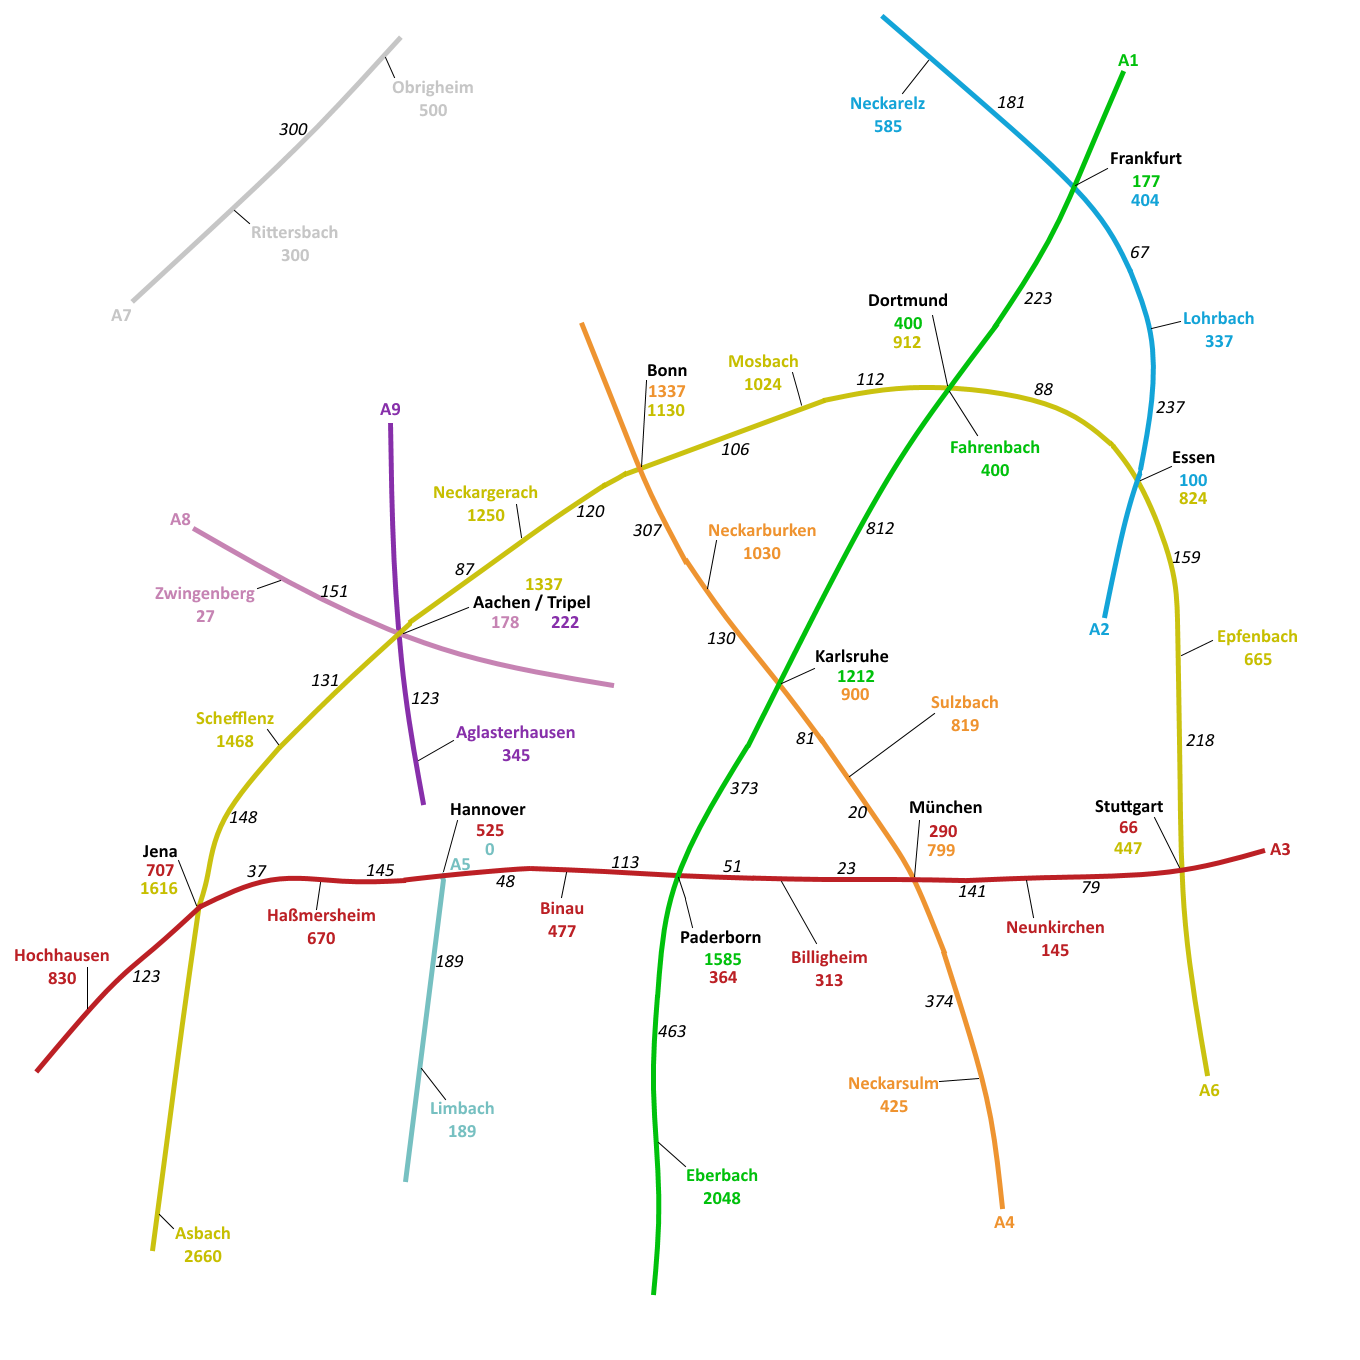 A1
Obrigheim
500
Neckarelz
585
181
300
Frankfurt
177
404
Rittersbach
300
67
A7
Dortmund
400
912
223
Lohrbach
337
Bonn
1337
1130
Mosbach
1024
112
88
A9
237
106
Fahrenbach
400
Essen
100
824
Neckargerach
1250
120
A8
307
Neckarburken
1030
812
159
87
Zwingenberg
27
151
1337
Aachen / Tripel
178 222
130
A2
Epfenbach
665
Karlsruhe
1212
900
131
123
Sulzbach
819
Schefflenz
1468
Aglasterhausen
345
81
218
373
148
Hannover
525
0
A5
20
München
290
799
Stuttgart
66
447
Jena
707
1616
37
145
48
113
51
23
141
79
A3
Haßmersheim
670
Binau
477
Hochhausen
830
123
189
Paderborn
1585
364
Billigheim
313
Neunkirchen
145
463
374
Limbach
189
Neckarsulm
425
A6
Eberbach
2048
Asbach
2660
A4